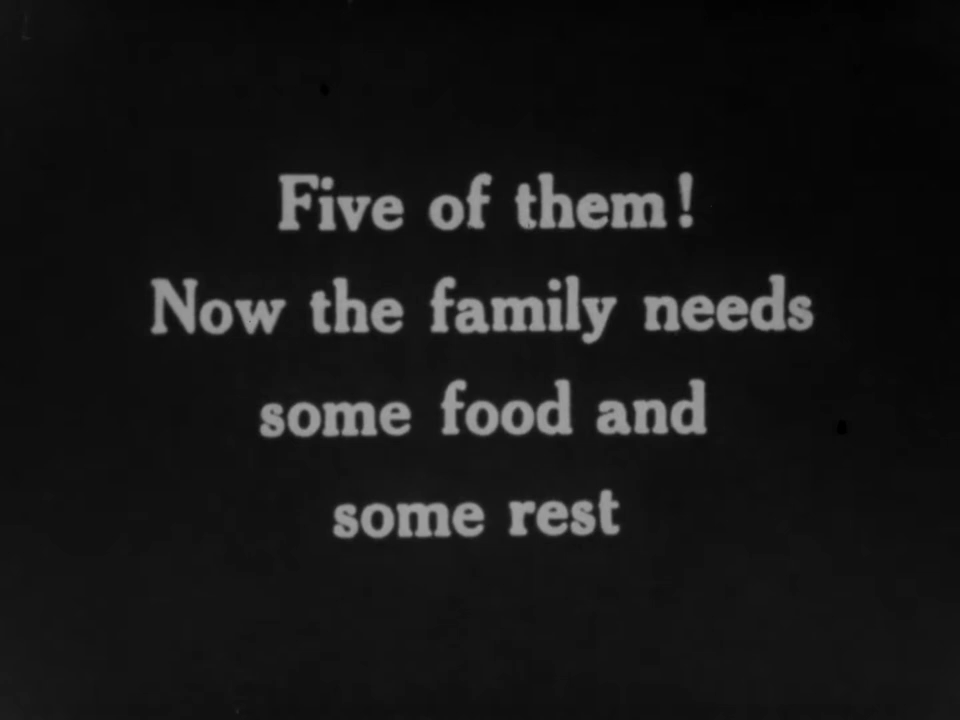 Five of them!
Now the family needs
some food and
some rest